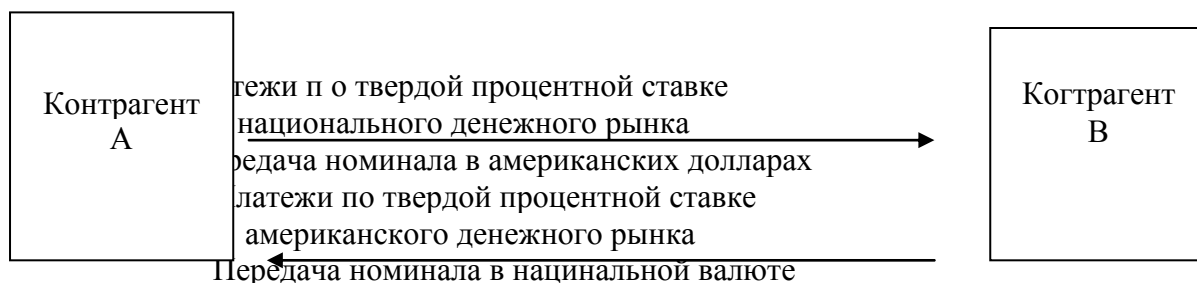 Контрагент
А
тежи п о твердой процентной ставке
национального денежного рынка
редача номинала в американских долларах
латежи по твердой процентной ставке
американского денежного рынка
Передача номинала в нацинальной валюте
Когтрагент
В